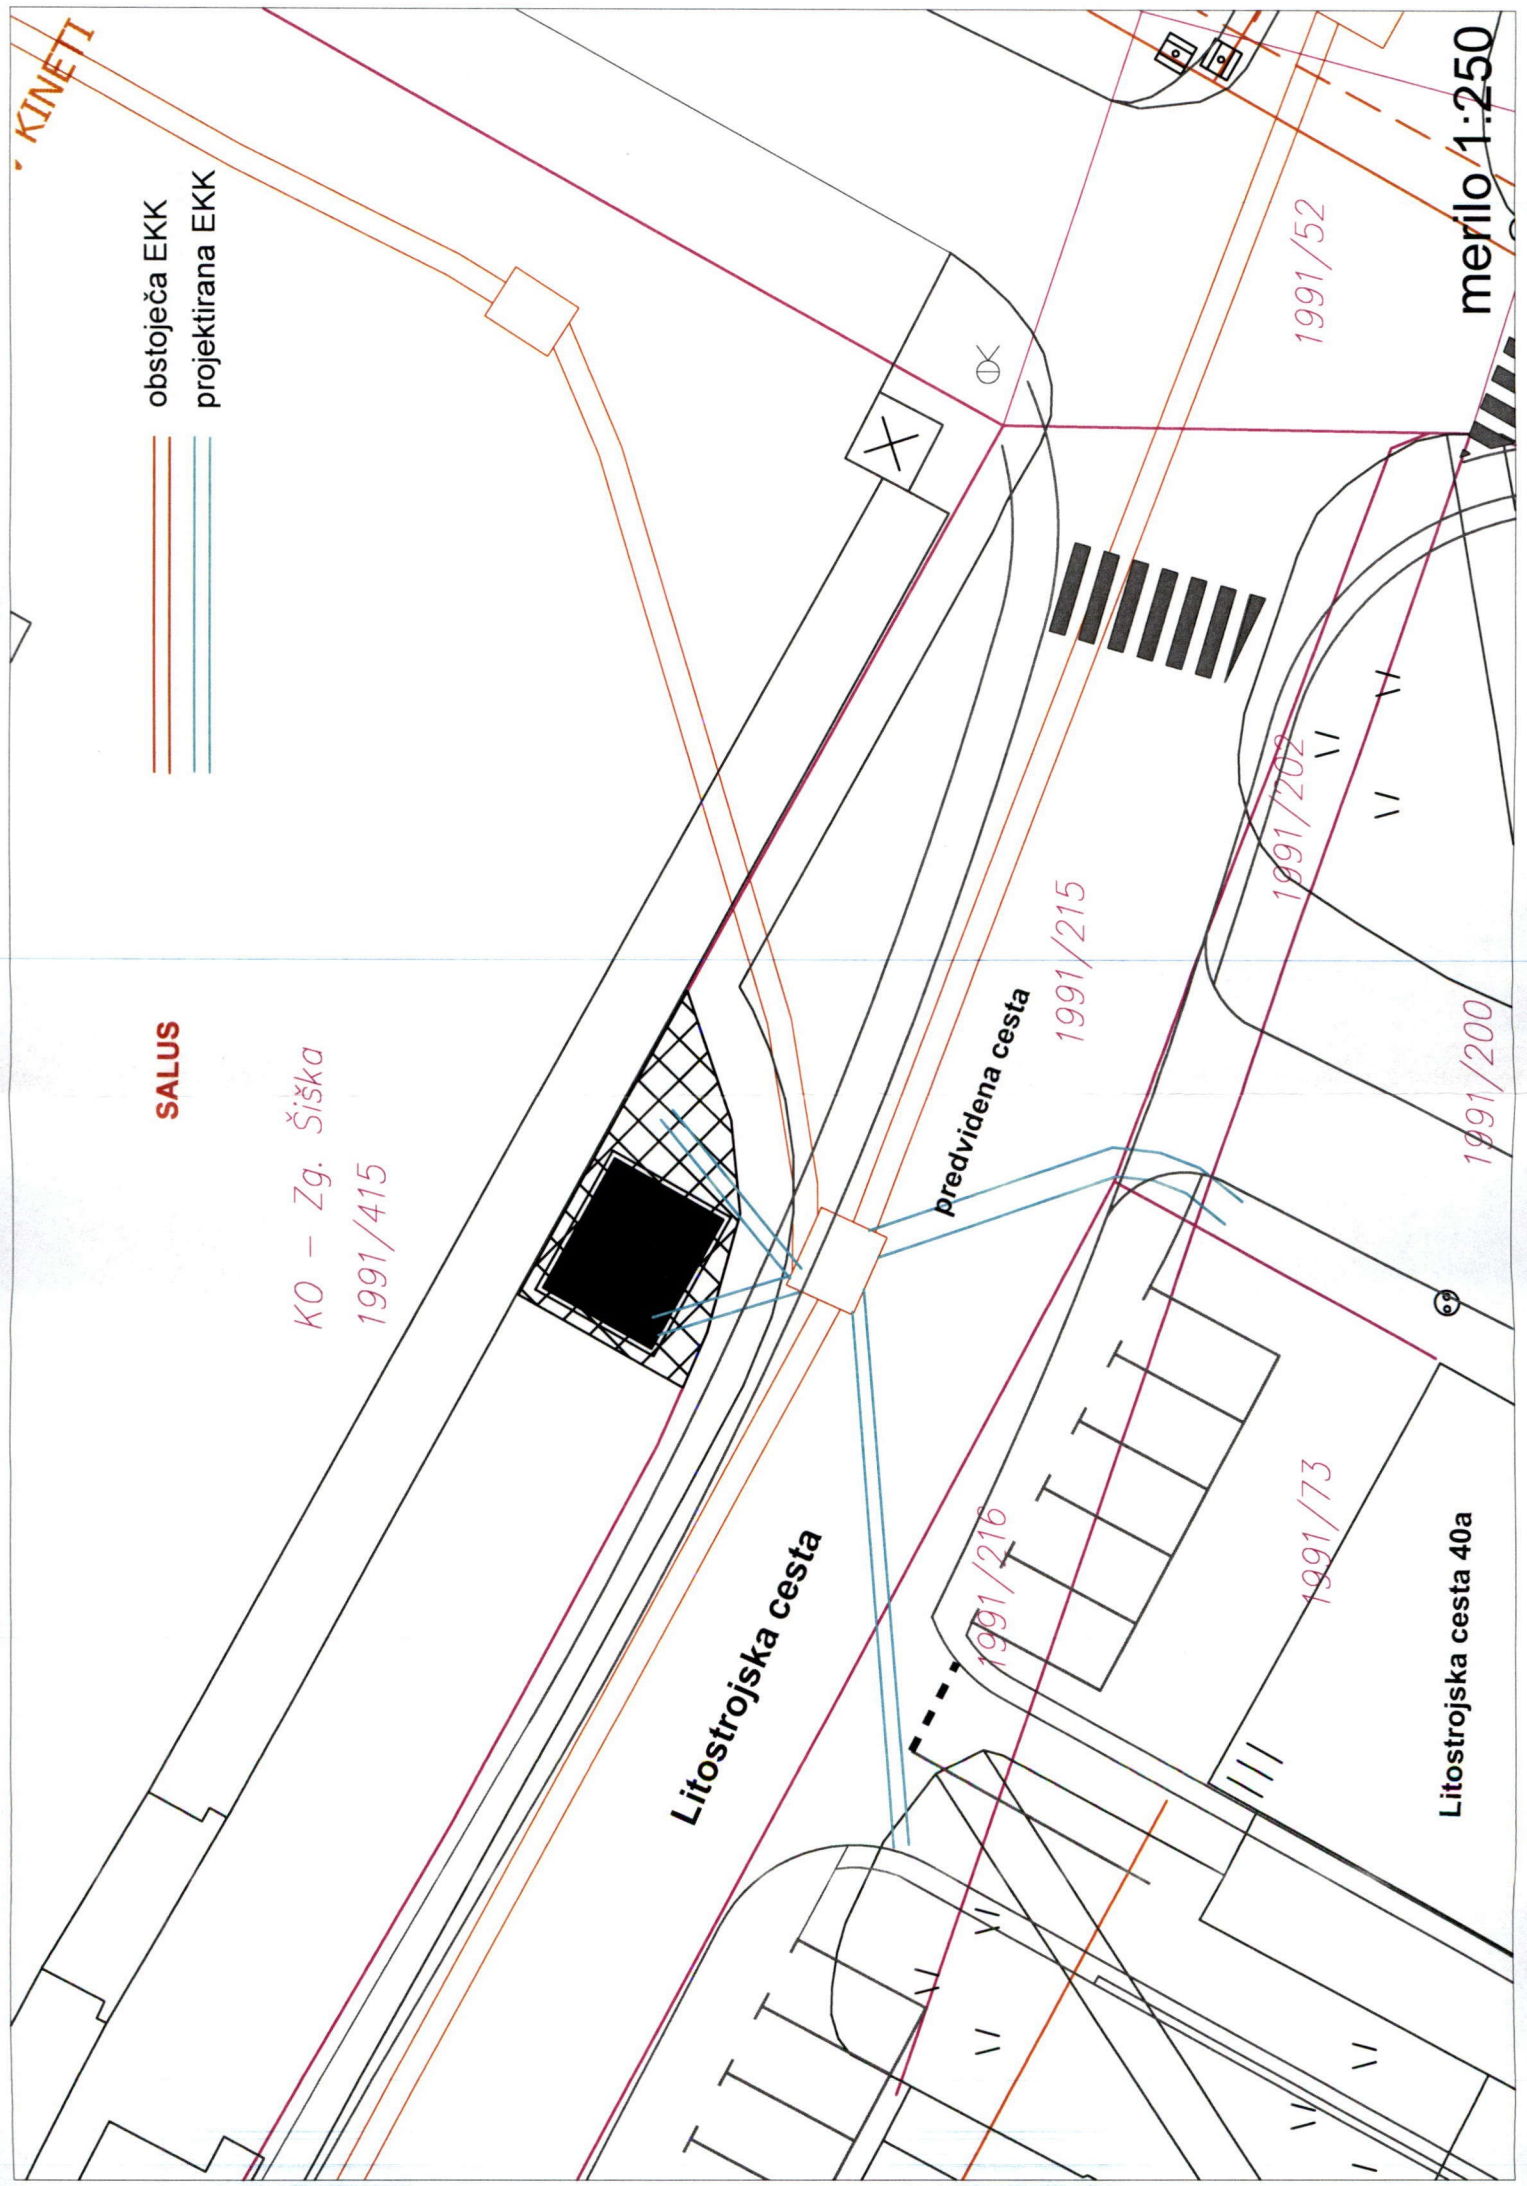 KINETI
obstoječa EKK
projektirana EKK
merilo 1:250
1991/52
SALUS
KO - Zg. Šiška
1991/415
1991/202
1991/215
predvidena cesta
1991/200
Litostrojska cesta
1991/216
1991/73
Litostrojska cesta 40a